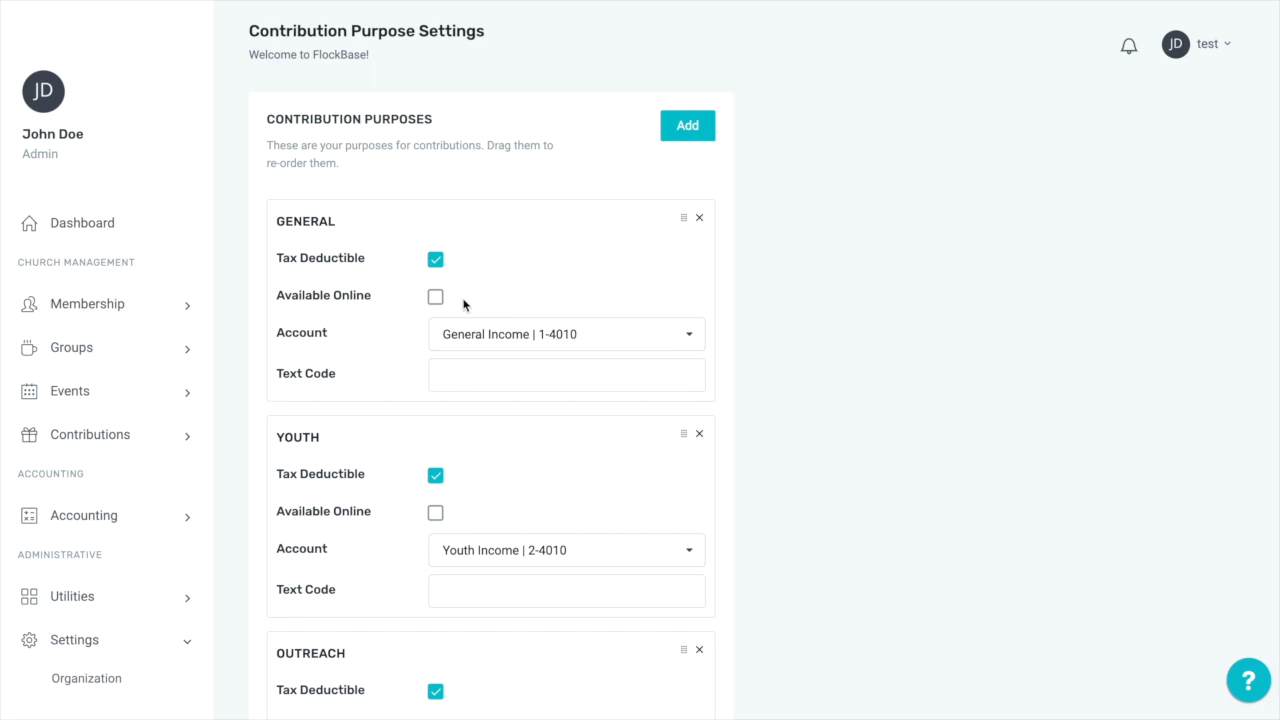 Contribution Purpose Settings
Welcome to FlockBase!
JD
test
JD
John Doe
Admin
Dashboard
CHURCH MANAGEMENT
Membership
Groups
Events
Contributions
ACCOUNTING
Accounting
ADMINISTRATIVE
Utilities
Settings
Organization
CONTRIBUTION PURPOSES
Add
These are your purposes for contributions. Drag them to
re-order them.
GENERAL
Tax Deductible
Available Online
Account
General Income | 1-4010
Text Code
YOUTH
Tax Deductible
Available Online
Account
Youth Income | 2-4010
Text Code
OUTREACH
Tax Deductible
?